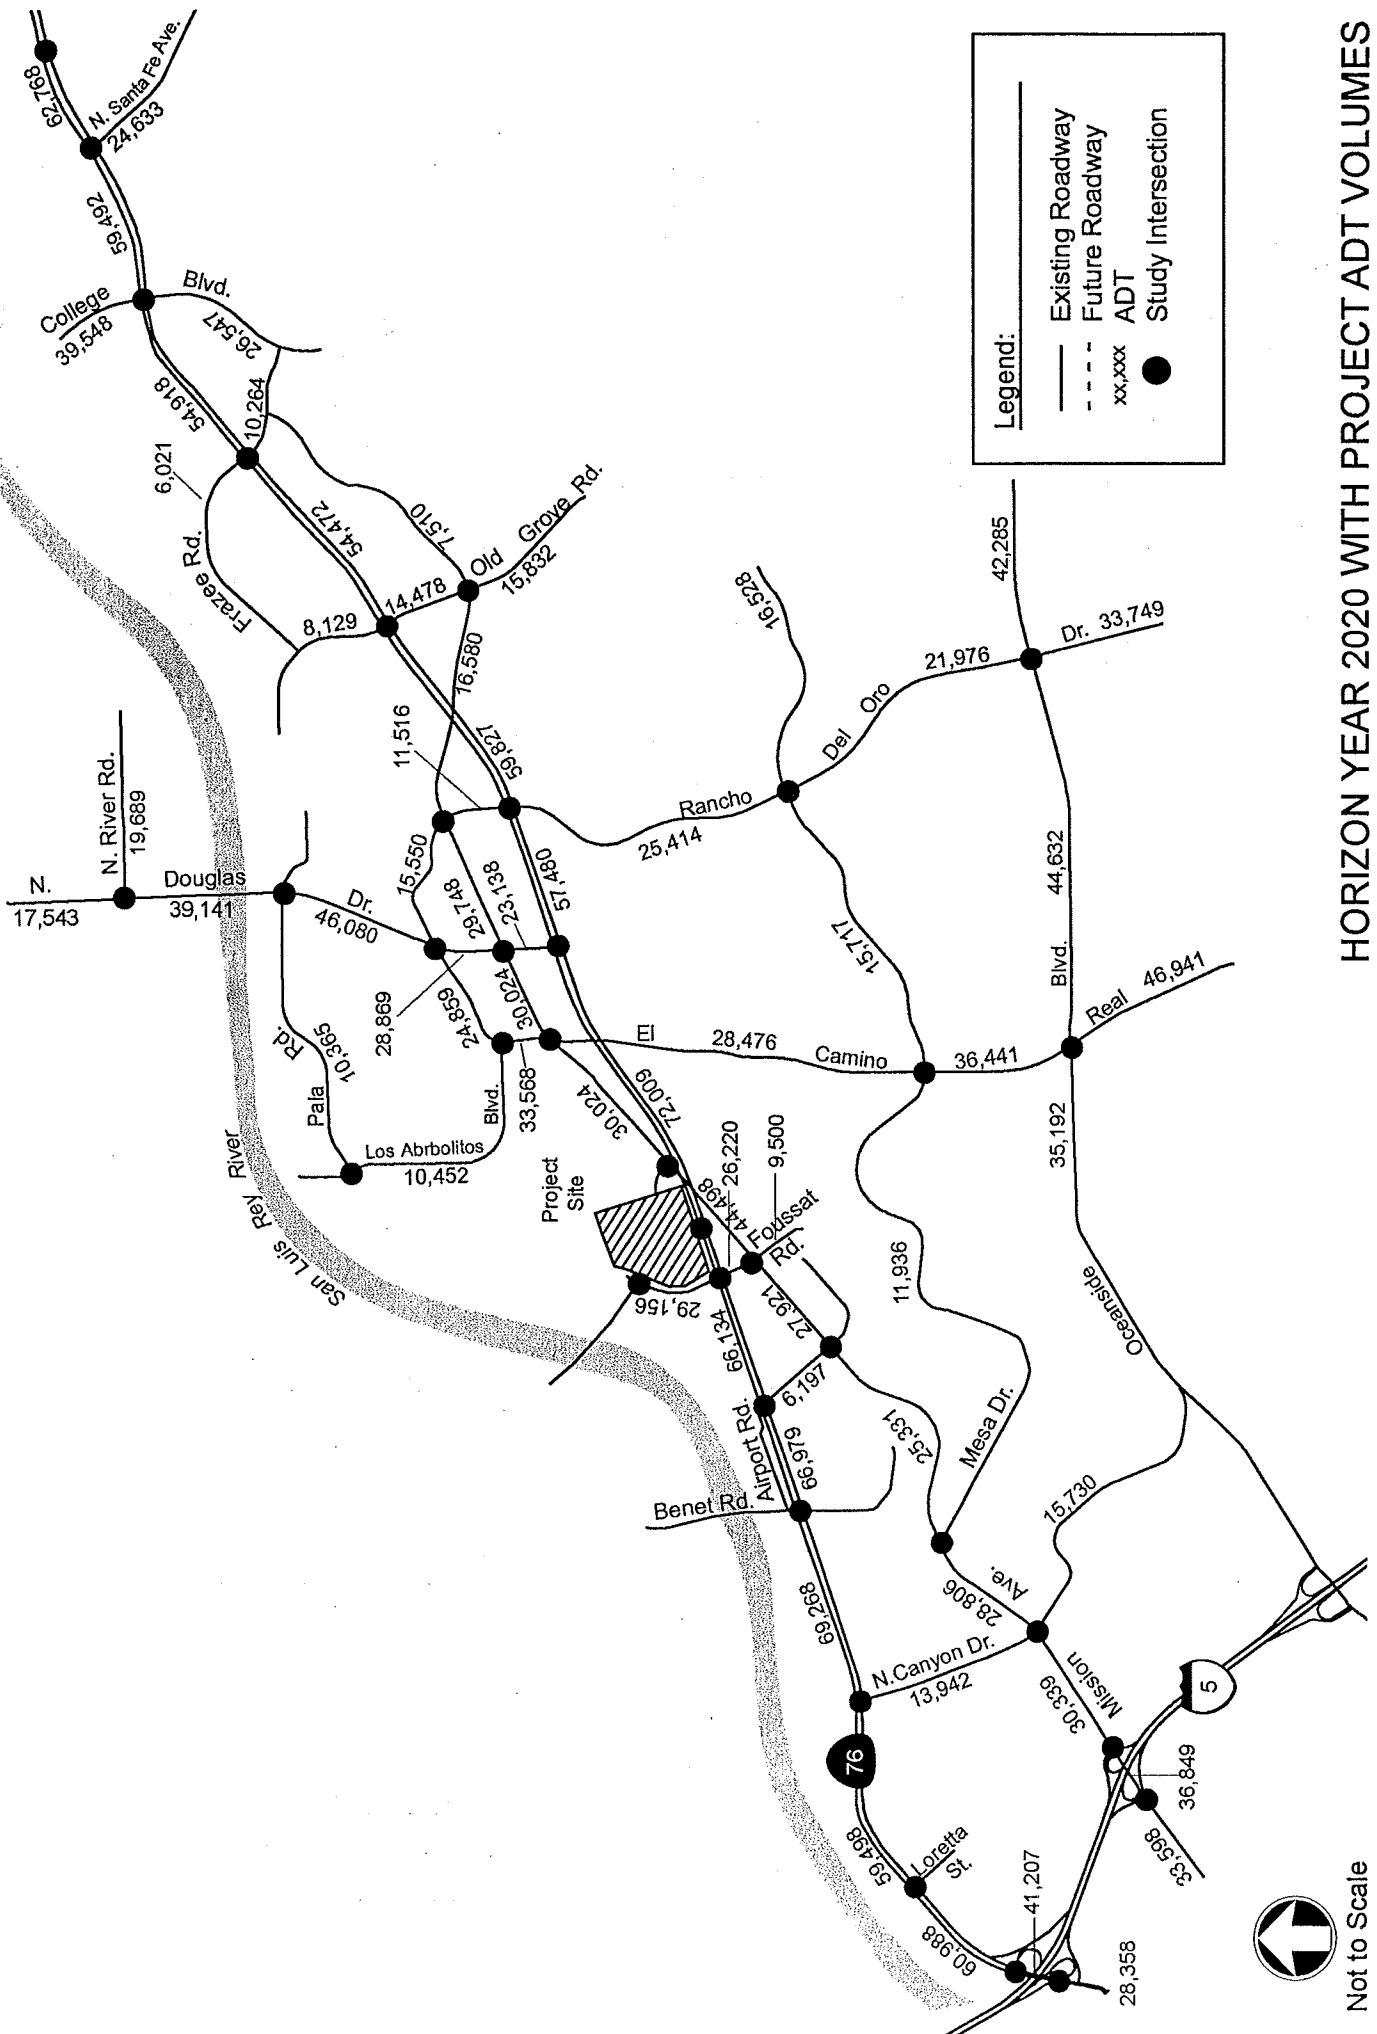 62,768
N. Santa Fe Ave.
24,633
59,492
College
Blvd.
39,548
26,547
54,918
10,264
6,021
Frazee Rd.
54,472
7,510
Old Grove Rd.
15,832
14,478
8,129
16,580
11,516
59,827
N. River Rd.
19,689
N. Douglas Dr.
17,543
39,141
46,080
15,550
29,748
23,138
57,480
28,869
24,859
30,024
33,568
Pala Rd.
10,365
Los Abrbolitos Blvd.
10,452
San Luis Rey River
Project
Site
30,024
72,009
44,498
26,220
9,500
Foussat
Rd.
29,156
66,134
27,921
6,197
Airport Rd.
66,979
Benet Rd.
25,331
69,268
Mesa Dr.
11,936
El Camino Real
28,476
36,441
46,941
15,717
Rancho Del Oro Dr.
25,414
16,528
21,976
33,749
42,285
44,632
Oceanside Blvd.
35,192
15,730
28,806
Mission Ave.
30,339
N.Canyon Dr.
13,942
76
5
36,849
33,598
59,498
Loretta
St.
60,988
41,207
28,358
Legend:
Existing Roadway
Future Roadway
xx,xxx ADT
Study Intersection
Not to Scale
HORIZON YEAR 2020 WITH PROJECT ADT VOLUMES